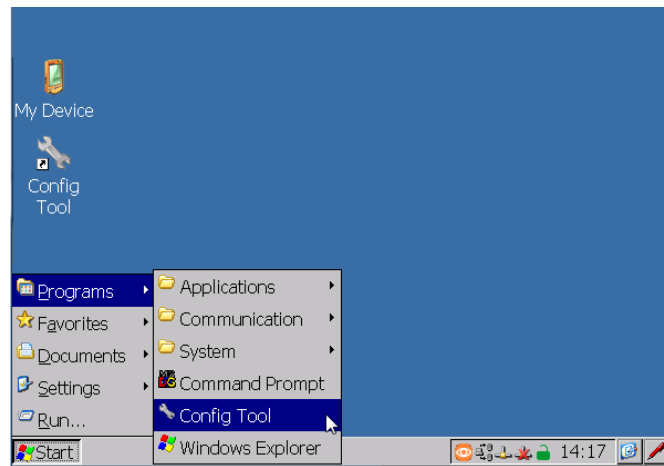 My Device
Config
Tool
Programs
Favorites
Documents
Settings
Run...
Applications
Communication
System
Command Prompt
Config Tool
Windows Explorer
Start
14:17